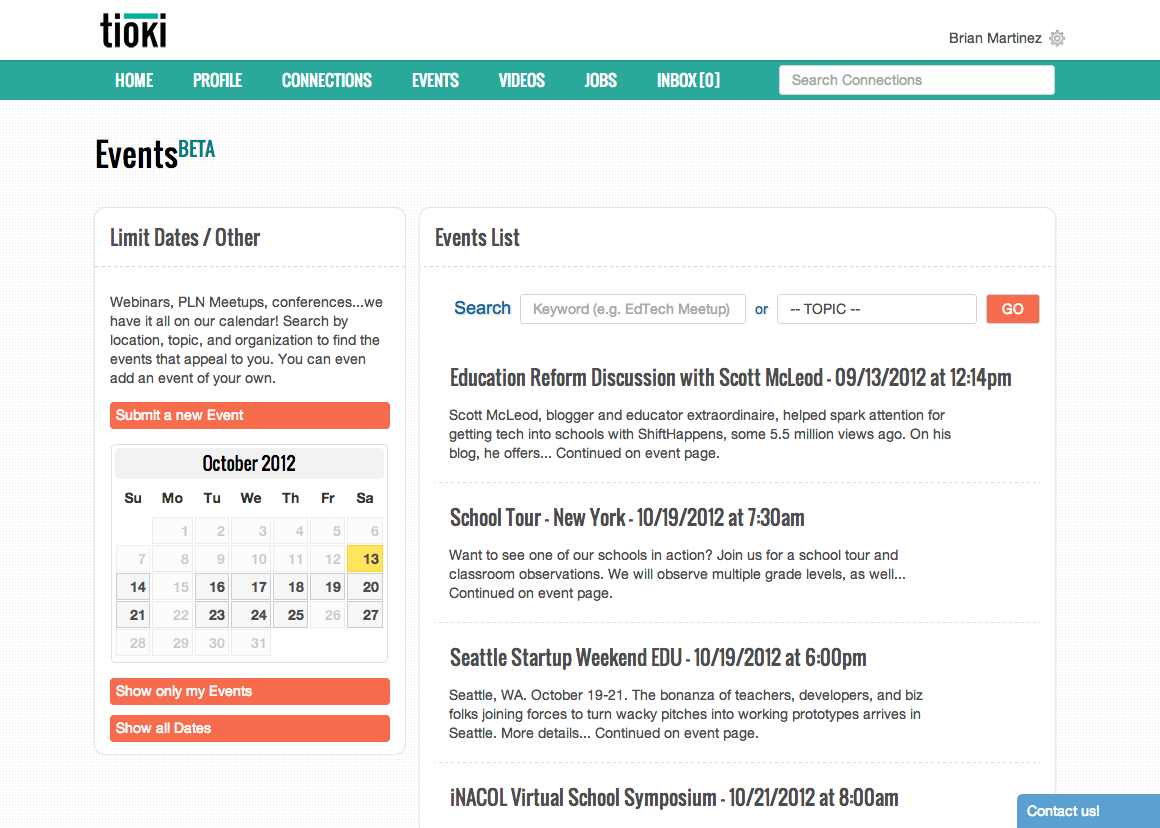 tioki
Brian Martinez
HOME PROFILE CONNECTIONS EVENTS VIDEOS JOBS INBOX [0] Search Connections
Events BETA
Limit Dates / Other
Webinars, PLN Meetups, conferences...we
have it all on our calendar! Search by
location, topic, and organization to find the
events that appeal to you. You can even
add an event of your own.
Submit a new Event
October 2012
Su Mo Tu We Th Fr Sa
1 2 3 4 5 6
7 8 9 10 11 12 13
14 15 16 17 18 19 20
21 22 23 24 25 26 27
28 29 30 31
Show only my Events
Show all Dates
Events List
Search Keyword (e.g. EdTech Meetup) or -- TOPIC -- GO
Education Reform Discussion with Scott McLeod - 09/13/2012 at 12:14pm
Scott McLeod, blogger and educator extraordinaire, helped spark attention for
getting tech into schools with ShiftHappens, some 5.5 million views ago. On his
blog, he offers... Continued on event page.
School Tour - New York - 10/19/2012 at 7:30am
Want to see one of our schools in action? Join us for a school tour and
classroom observations. We will observe multiple grade levels, as well...
Continued on event page.
Seattle Startup Weekend EDU - 10/19/2012 at 6:00pm
Seattle, WA. October 19-21. The bonanza of teachers, developers, and biz
folks joining forces to turn wacky pitches into working prototypes arrives in
Seattle. More details... Continued on event page.
iNACOL Virtual School Symposium - 10/21/2012 at 8:00am
Contact us!